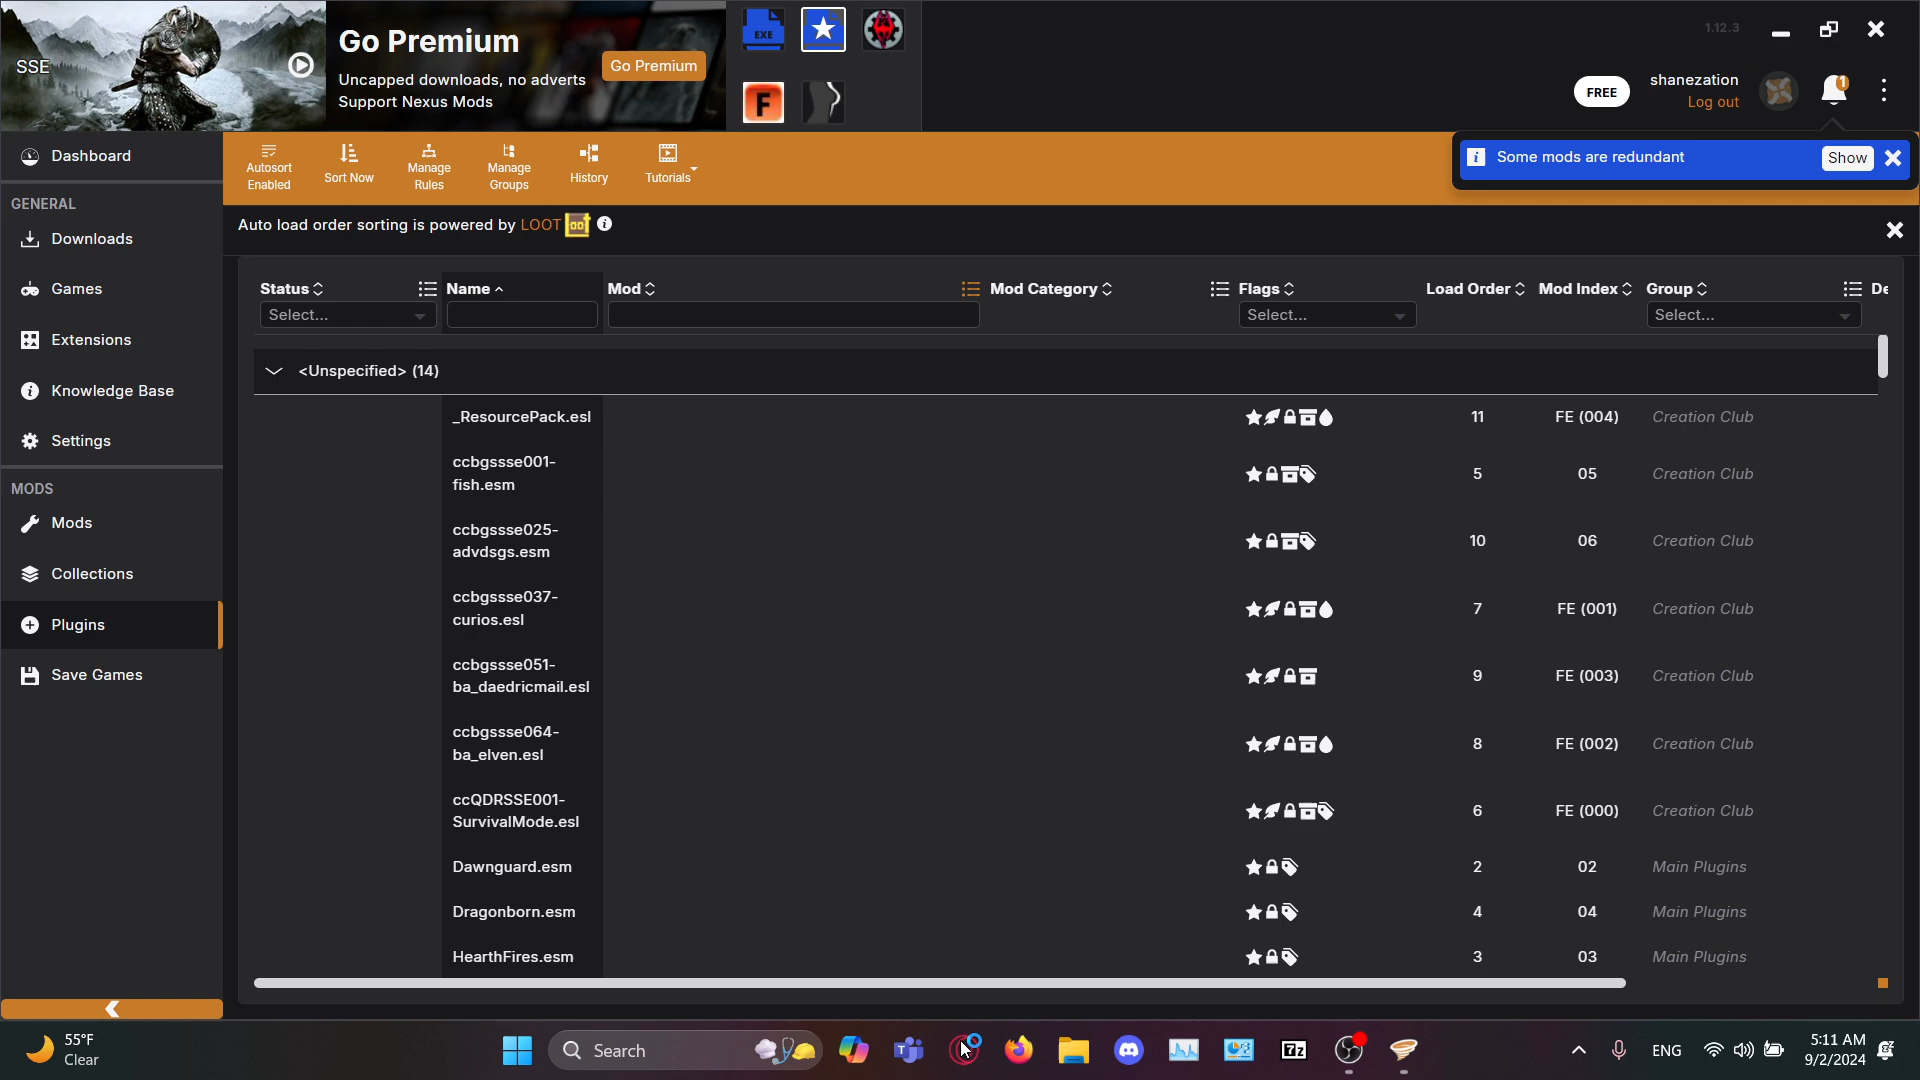 SSE
Go Premium
Uncapped downloads, no adverts
Support Nexus Mods
Go Premium
EXE
F
1.12.3
FREE
shanezation
Log out
1
Dashboard
GENERAL
Downloads
Games
Extensions
Knowledge Base
Settings
MODS
Mods
Collections
Plugins
Save Games
Autosort
Enabled
Sort Now
Manage
Rules
Manage
Groups
History
Tutorials
Some mods are redundant
Show
Auto load order sorting is powered by LOOT
Status
Name
Mod
Mod Category
Flags
Load Order
Mod Index
Group
De
Select...
Select...
Select...
<Unspecified> (14)
_ResourcePack.esl 11 FE (004) Creation Club
ccbgssse001-
fish.esm 5 05 Creation Club
ccbgssse025-
advdsgs.esm 10 06 Creation Club
ccbgssse037-
curios.esl 7 FE (001) Creation Club
ccbgssse051-
ba_daedricmail.esl 9 FE (003) Creation Club
ccbgssse064-
ba_elven.esl 8 FE (002) Creation Club
ccQDRSSE001-
SurvivalMode.esl 6 FE (000) Creation Club
Dawnguard.esm 2 02 Main Plugins
Dragonborn.esm 4 04 Main Plugins
HearthFires.esm 3 03 Main Plugins
55°F
Clear
Search
7z
ENG
5:11 AM
9/2/2024